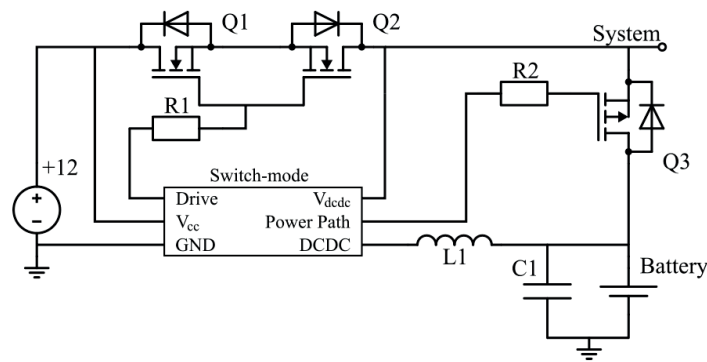 Q1
Q2
System
R2
R1
+12
Q3
Switch-mode
Drive
Vdcdc
Vcc
Power Path
GND
DCDC
L1
C1
Battery